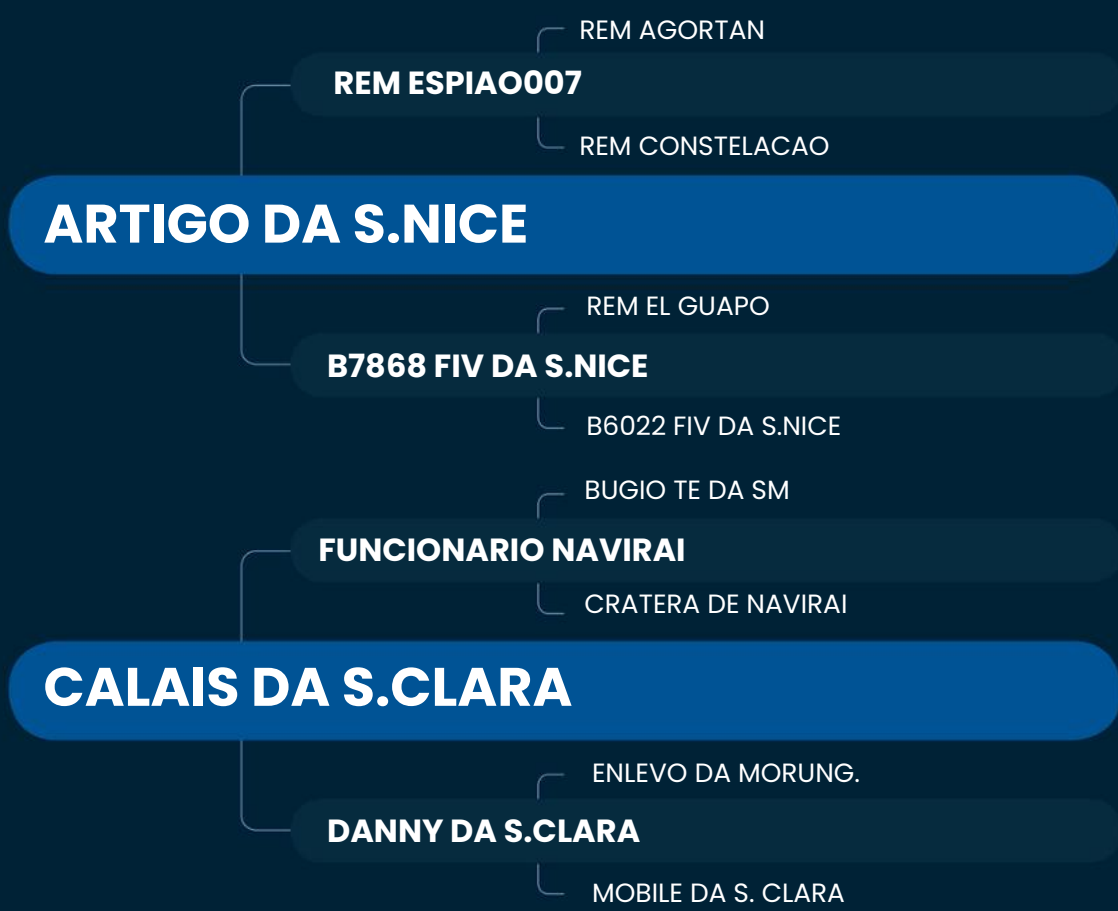 REM AGORTAN
REM ESPIAO007
REM CONSTELACAO
ARTIGO DA S.NICE
REM EL GUAPO
B7868 FIV DA S.NICE
B6022 FIV DA S.NICE
BUGIO TE DA SM
FUNCIONARIO NAVIRAI
CRATERA DE NAVIRAI
CALAIS DA S.CLARA
ENLEVO DA MORUNG.
DANNY DA S.CLARA
MOBILE DA S. CLARA